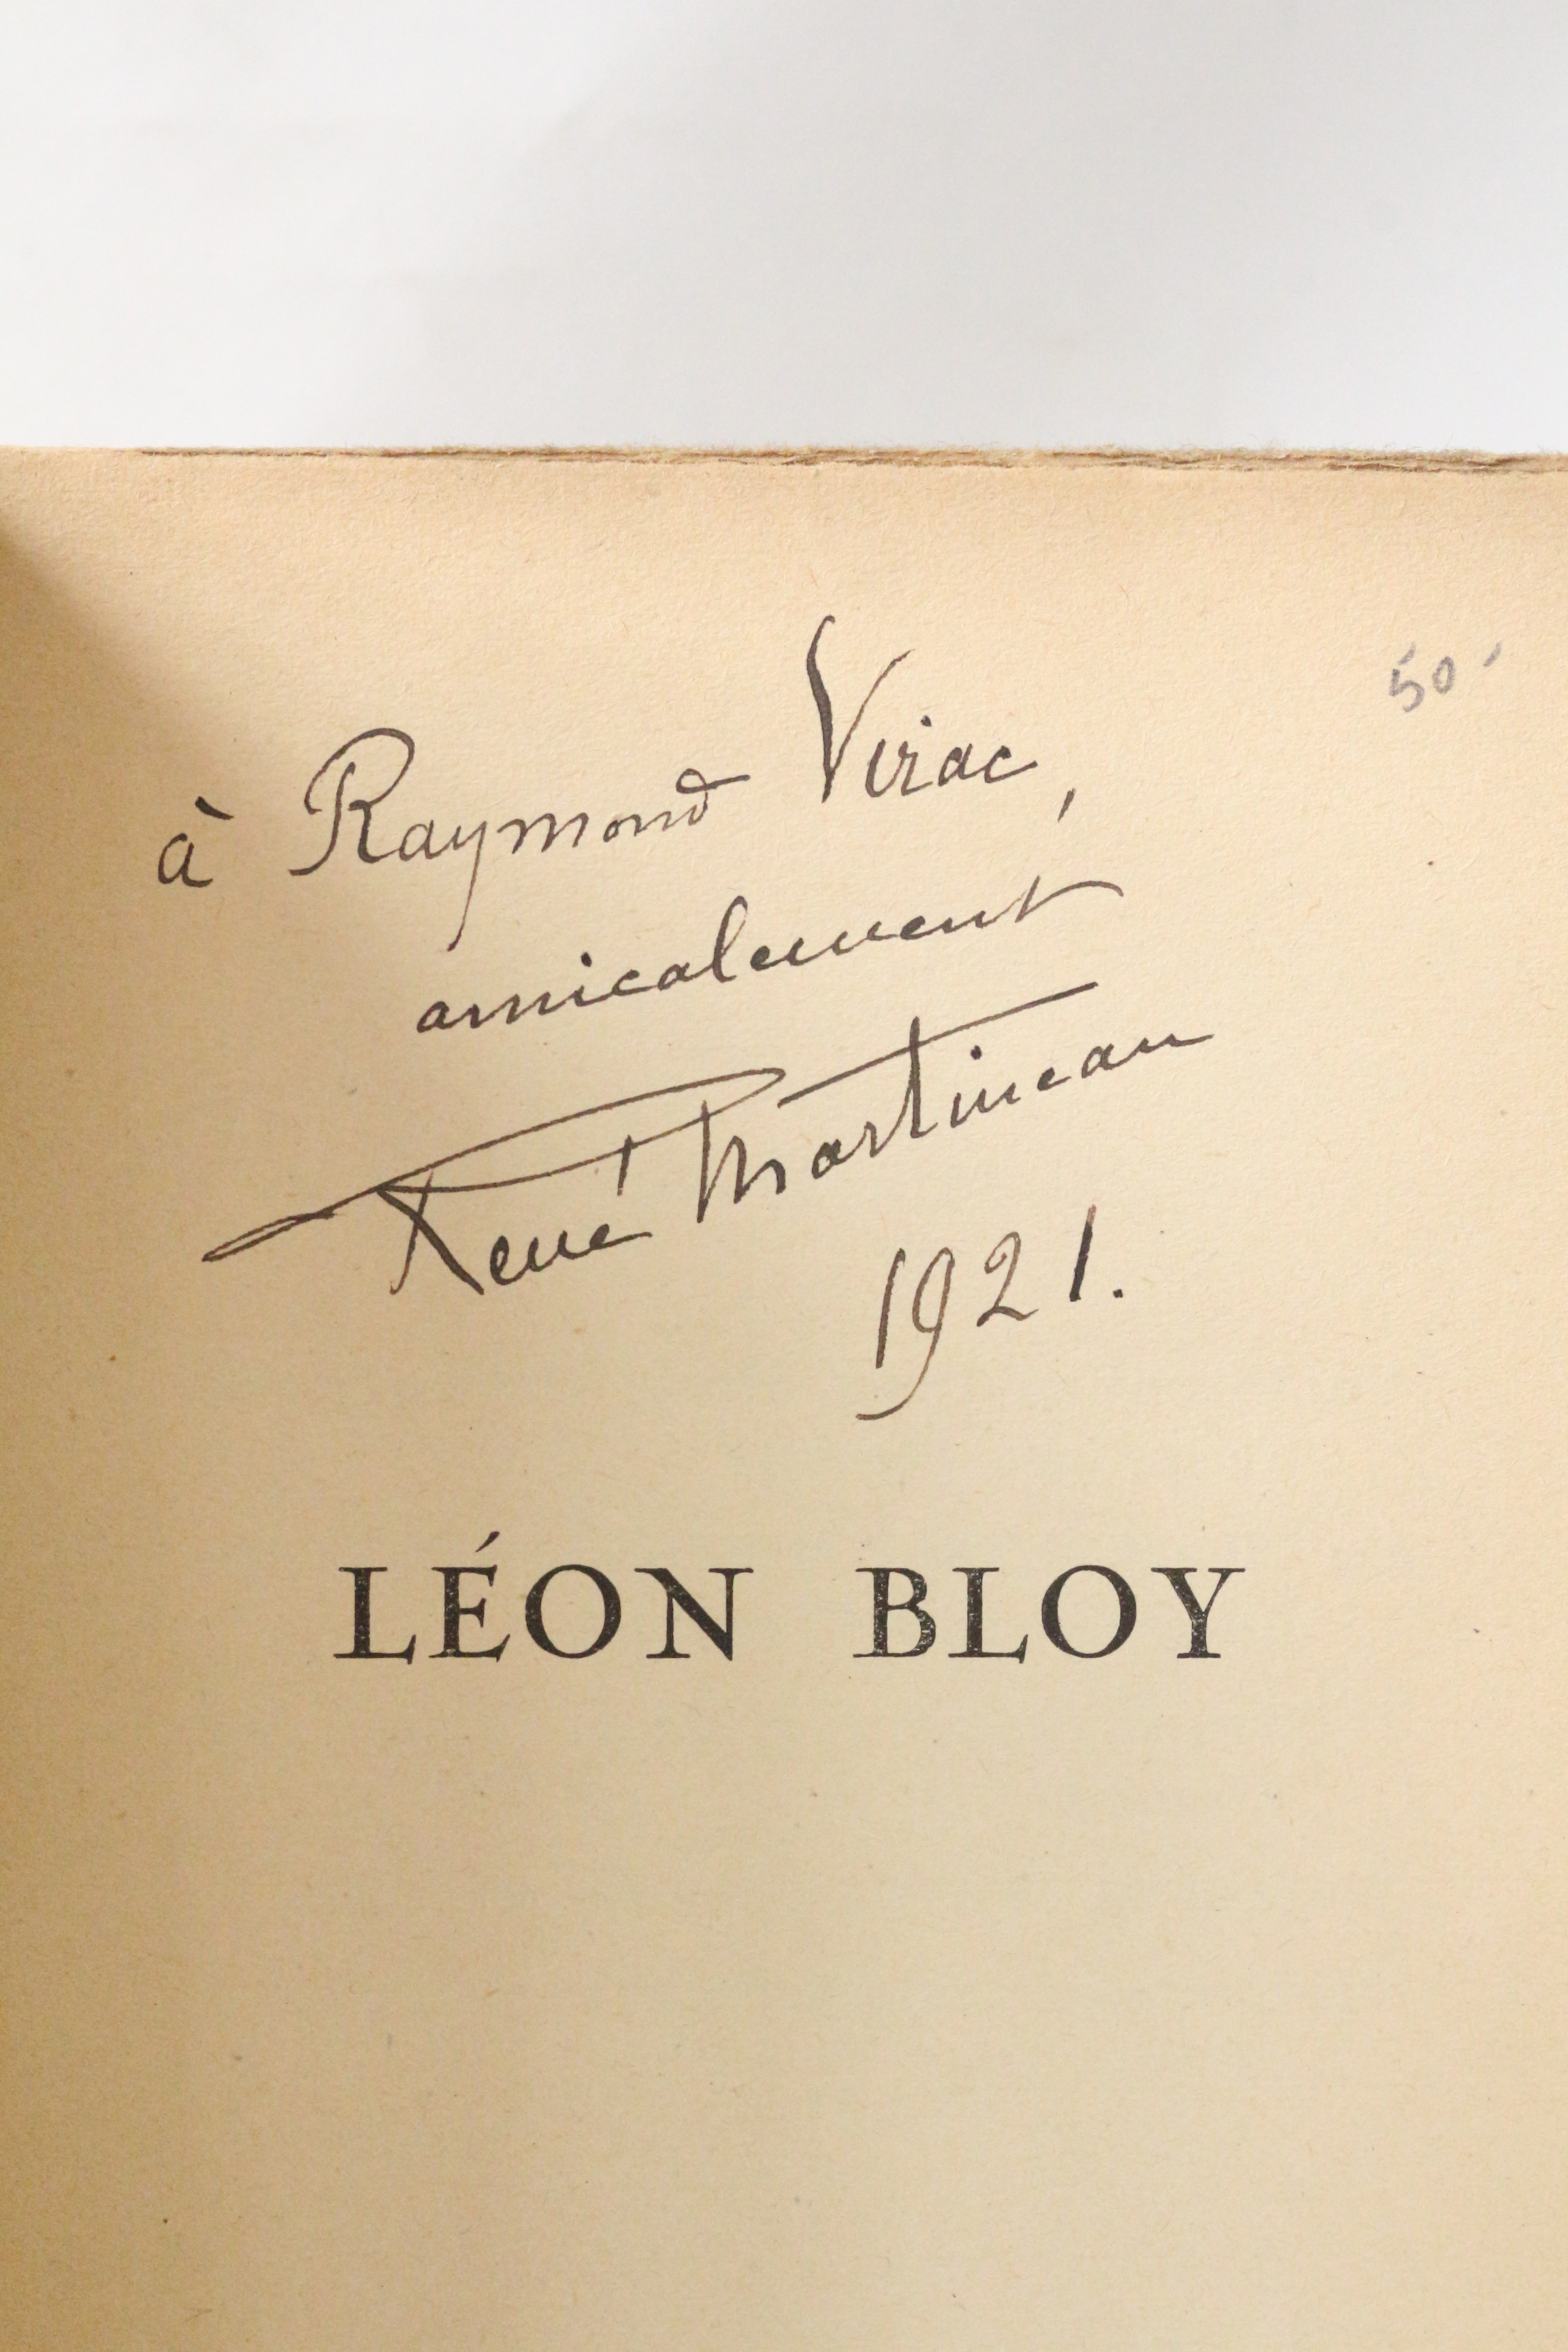 50
à Raymond Virac,
amicalement
René Martineau
1921.
LÉON BLOY